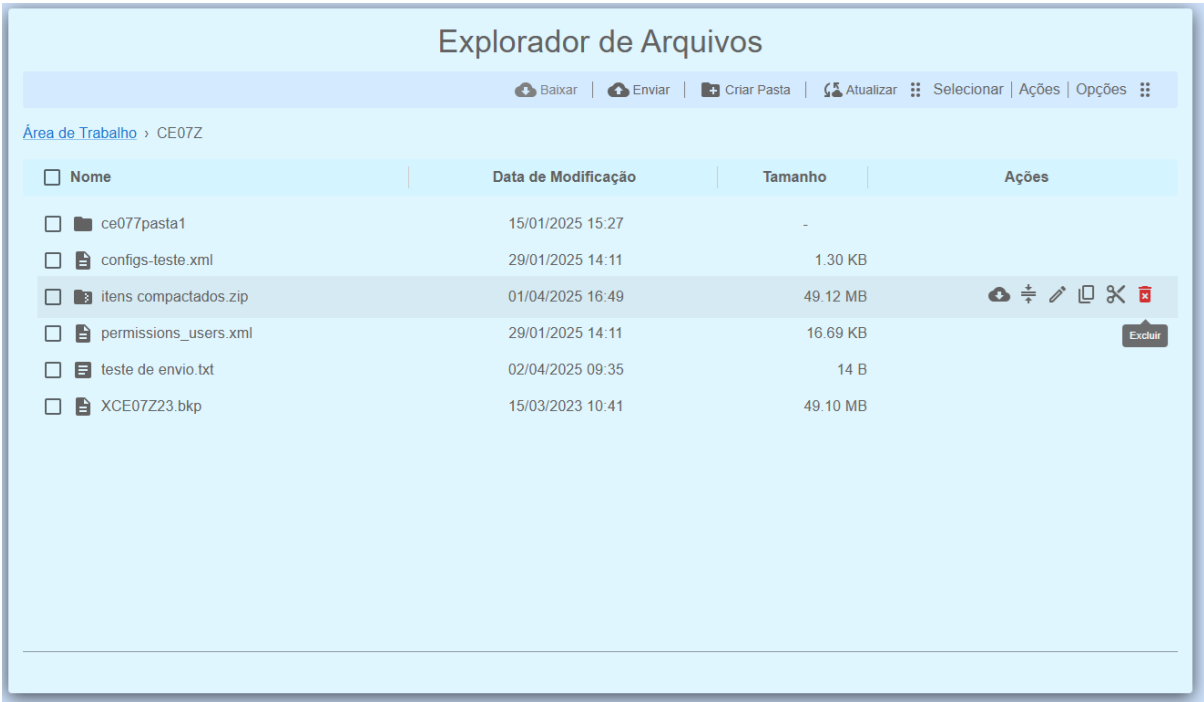 Explorador de Arquivos
Baixar | Enviar | Criar Pasta | Atualizar Selecionar | Ações | Opções
Área de Trabalho › CE07Z
Nome Data de Modificação Tamanho Ações
ce077pasta1 15/01/2025 15:27 -
configs-teste.xml 29/01/2025 14:11 1.30 KB
itens compactados.zip 01/04/2025 16:49 49.12 MB
permissions_users.xml 29/01/2025 14:11 16.69 KB Excluir
teste de envio.txt 02/04/2025 09:35 14 B
XCE07Z23.bkp 15/03/2023 10:41 49.10 MB